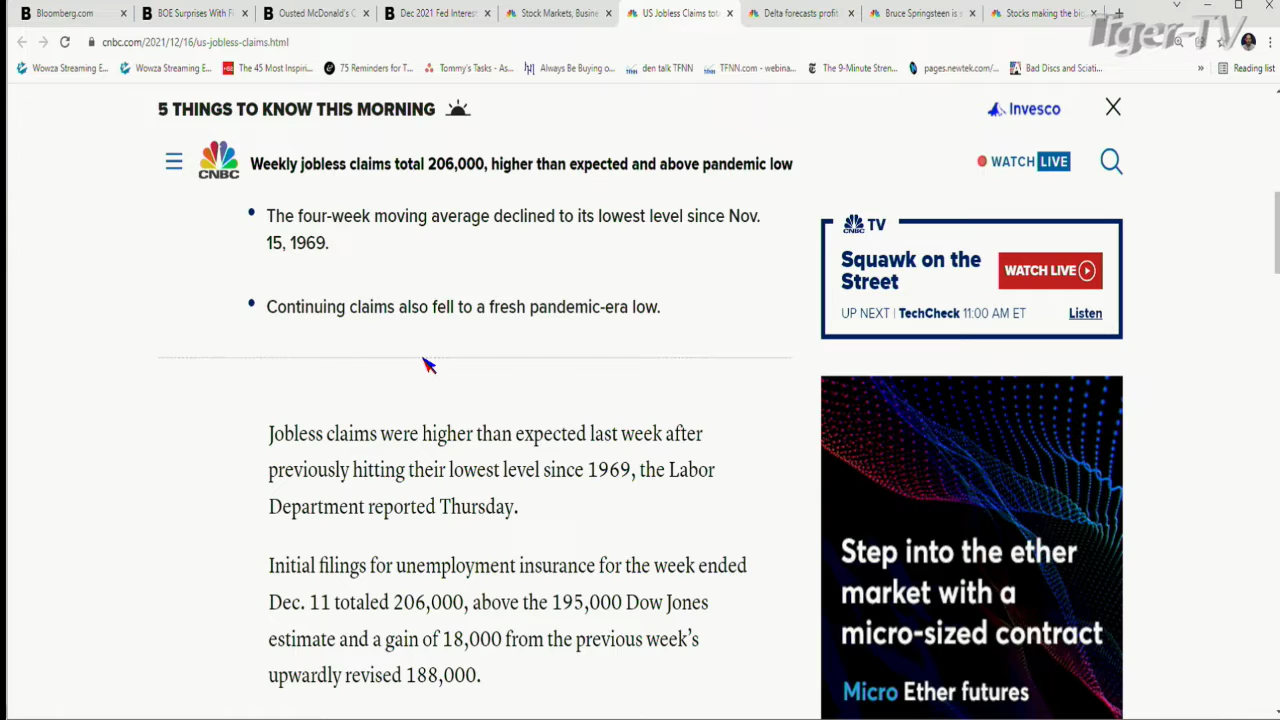 Bloomberg.com
BOE Surprises With F
Ousted McDonald's C
Dec 2021 Fed Interest
Stock Markets, Busine
US Jobless Claims tot
Delta forecasts profit
Bruce Springsteen is s
Stocks making the big
Tiger-TV
cnbc.com/2021/12/16/us-jobless-claims.html
Wowza Streaming E...
Wowza Streaming E...
The 45 Most Inspiri...
75 Reminders for T...
Tommy's Tasks - As...
Always Be Buying o...
den talk TFNN
TFNN.com - webina...
The 9-Minute Stren...
pages.newtek.com/...
Bad Discs and Sciati...
»
Reading list
5 THINGS TO KNOW THIS MORNING
Invesco
CNBC
Weekly jobless claims total 206,000, higher than expected and above pandemic low
WATCH LIVE
• The four-week moving average declined to its lowest level since Nov.
15, 1969.
• Continuing claims also fell to a fresh pandemic-era low.
CNBC TV
Squawk on the
Street
WATCH LIVE
UP NEXT | TechCheck 11:00 AM ET
Listen
Jobless claims were higher than expected last week after
previously hitting their lowest level since 1969, the Labor
Department reported Thursday.
Initial filings for unemployment insurance for the week ended
Dec. 11 totaled 206,000, above the 195,000 Dow Jones
estimate and a gain of 18,000 from the previous week's
upwardly revised 188,000.
Step into the ether
market with a
micro-sized contract
Micro Ether futures